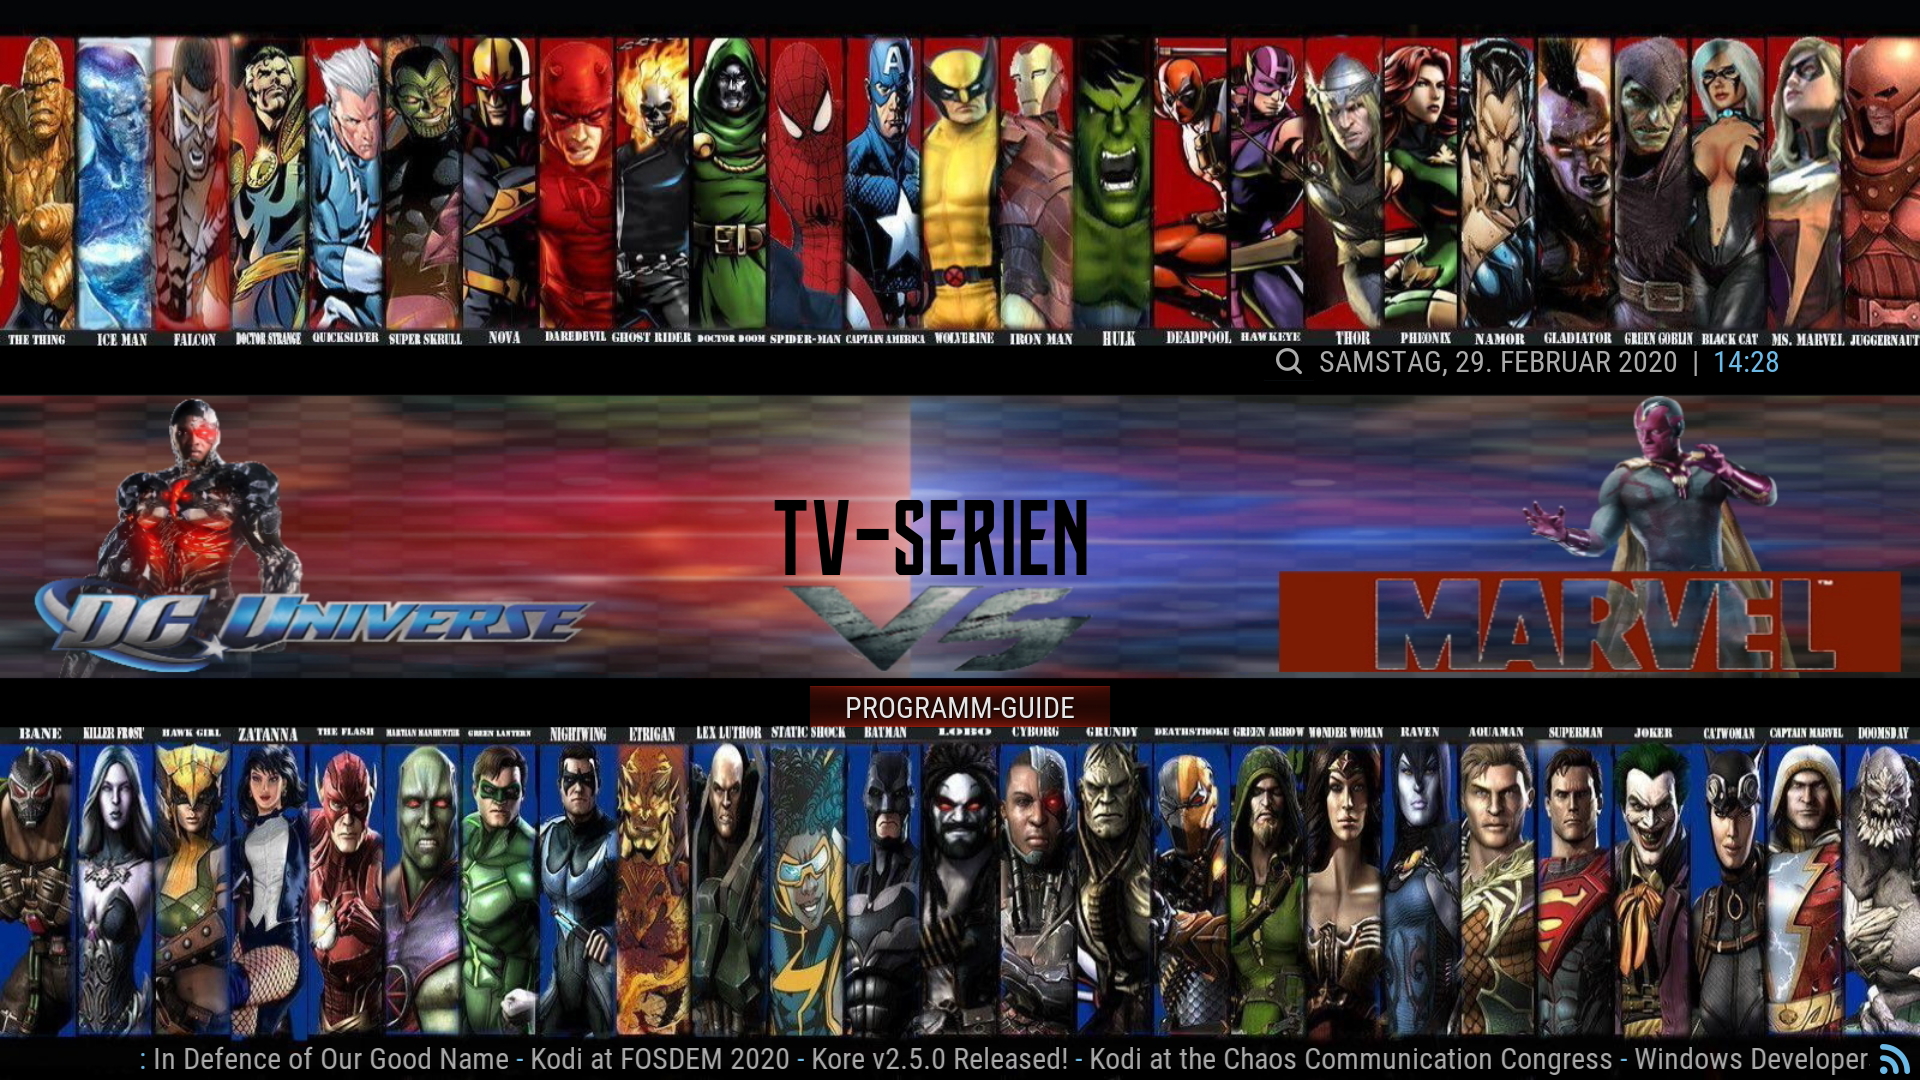 THE THING ICE MAN FALCON DOCTOR STRANGE QUICKSILVER SUPER SKRULL NOVA DAREDEVIL GHOST RIDER DOCTOR DOOM SPIDER-MAN CAPTAIN AMERICA WOLVERINE IRON MAN HULK DEADPOOL HAWKEYE THOR PHEONIX NAMOR GLADIATOR GREEN GOBLIN BLACK CAT MS. MARVEL JUGGERNAUT
SAMSTAG, 29. FEBRUAR 2020 | 14:28
A
TV-SERIEN
DC UNIVERSE VS MARVEL™
PROGRAMM-GUIDE
BANE KILLER FROST HAWK GIRL ZATANNA THE FLASH MARTIAN MANHUNTER GREEN LANTERN NIGHTWING ETRIGAN LEX LUTHOR STATIC SHOCK BATMAN LOBO CYBORG GRUNDY DEATHSTROKE GREEN ARROW WONDER WOMAN RAVEN AQUAMAN SUPERMAN JOKER CATWOMAN CAPTAIN MARVEL DOOMSDAY
: In Defence of Our Good Name - Kodi at FOSDEM 2020 - Kore v2.5.0 Released! - Kodi at the Chaos Communication Congress - Windows Developer